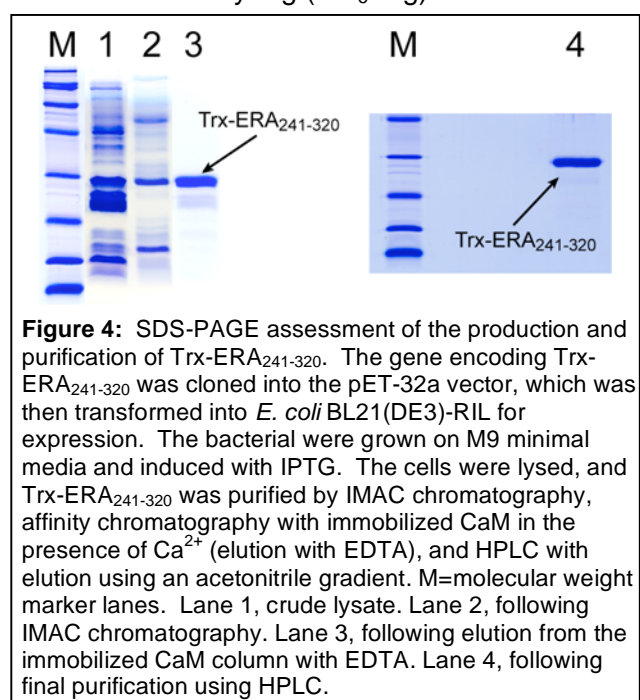 M 1 2 3 M 4
Trx-ERA241-320
Trx-ERA241-320
Figure 4: SDS-PAGE assessment of the production and
purification of Trx-ERA241-320. The gene encoding Trx-
ERA241-320 was cloned into the pET-32a vector, which was
then transformed into E. coli BL21(DE3)-RIL for
expression. The bacterial were grown on M9 minimal
media and induced with IPTG. The cells were lysed, and
Trx-ERA241-320 was purified by IMAC chromatography,
affinity chromatography with immobilized CaM in the
presence of Ca2+ (elution with EDTA), and HPLC with
elution using an acetonitrile gradient. M=molecular weight
marker lanes. Lane 1, crude lysate. Lane 2, following
IMAC chromatography. Lane 3, following elution from the
immobilized CaM column with EDTA. Lane 4, following
final purification using HPLC.